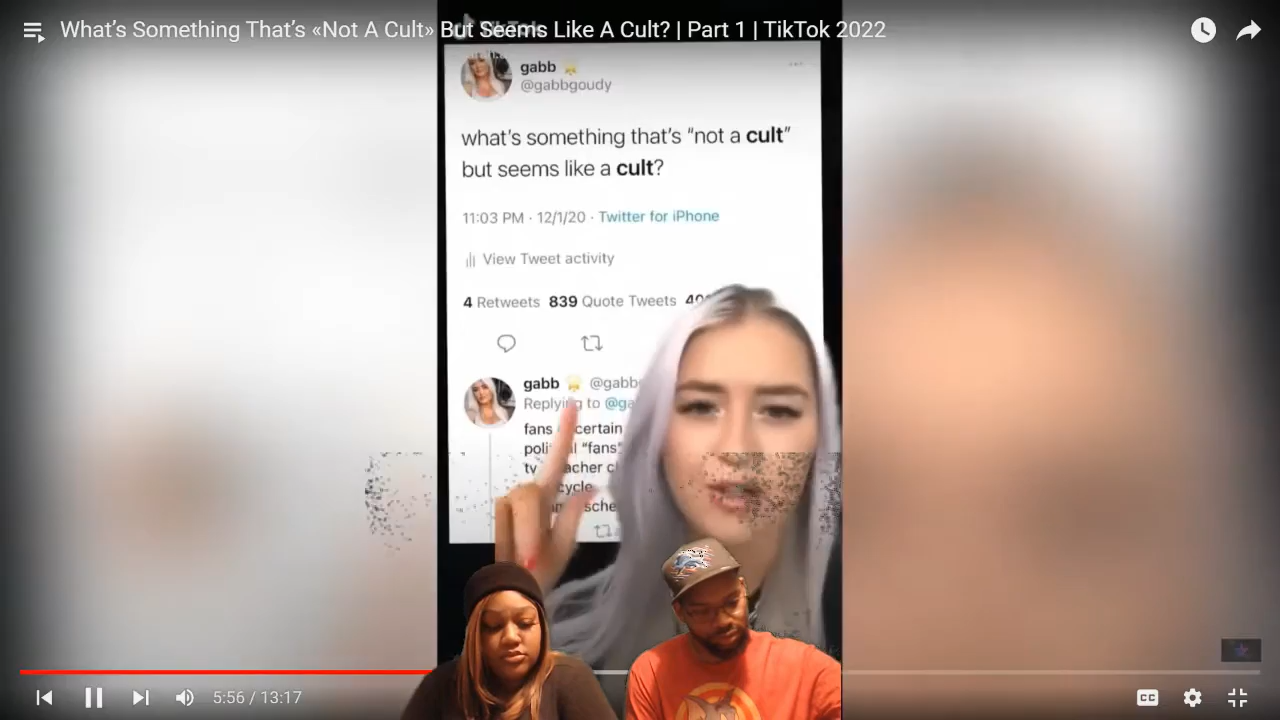 What's Something That's «Not A Cult» But Seems Like A Cult? | Part 1 | TikTok 2022
gabb
@gabbgoudy
what's something that's “not a cult”
but seems like a cult?
11:03 PM · 12/1/20 · Twitter for iPhone
View Tweet activity
4 Retweets 839 Quote Tweets
gabb
Replying to
fans certain
“fans”
cycle
5:56 / 13:17
CC